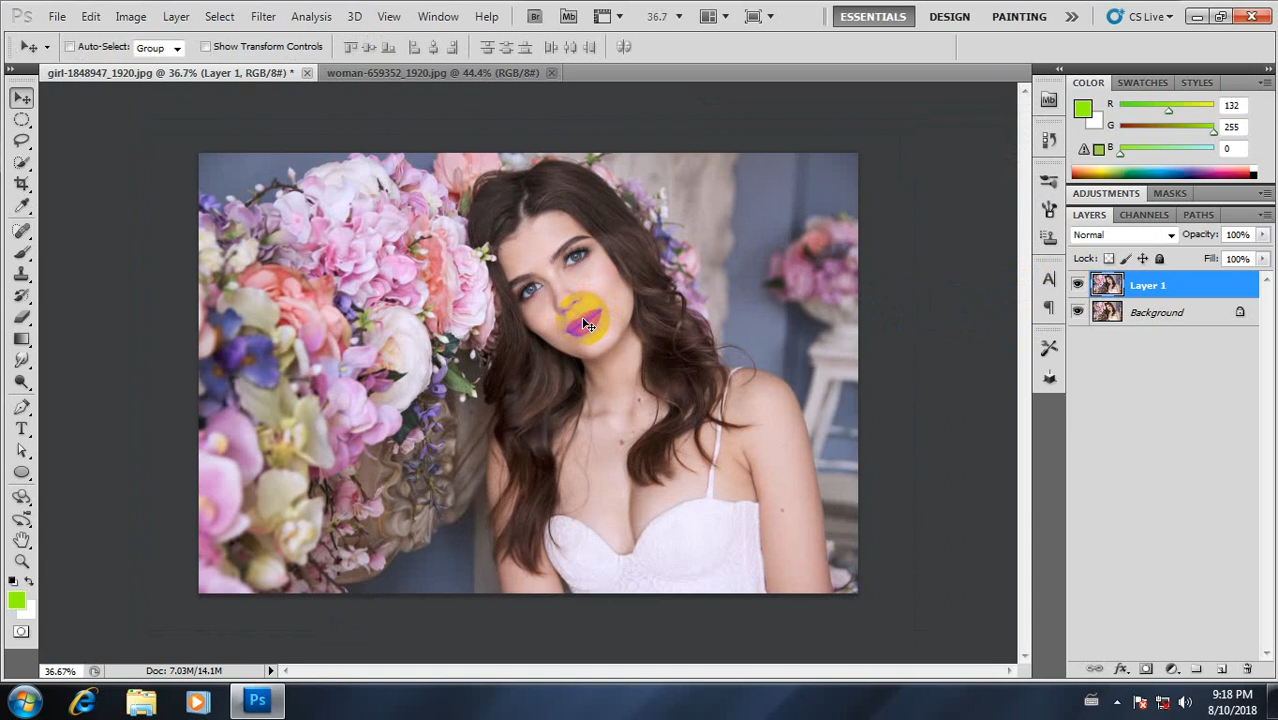 Ps File Edit Image Layer Select Filter Analysis 3D View Window Help Br Mb 36.7 ESSENTIALS DESIGN PAINTING CS Live
Auto-Select: Group Show Transform Controls
girl-1848947_1920.jpg @ 36.7% (Layer 1, RGB/8#) * woman-659352_1920.jpg @ 44.4% (RGB/8#)
COLOR SWATCHES STYLES
Mb
R 132
G 255
B 0
ADJUSTMENTS MASKS
LAYERS CHANNELS PATHS
Normal Opacity: 100%
Lock: Fill: 100%
Layer 1
Background
36.67% Doc: 7.03M/14.1M
Ps
9:18 PM
8/10/2018